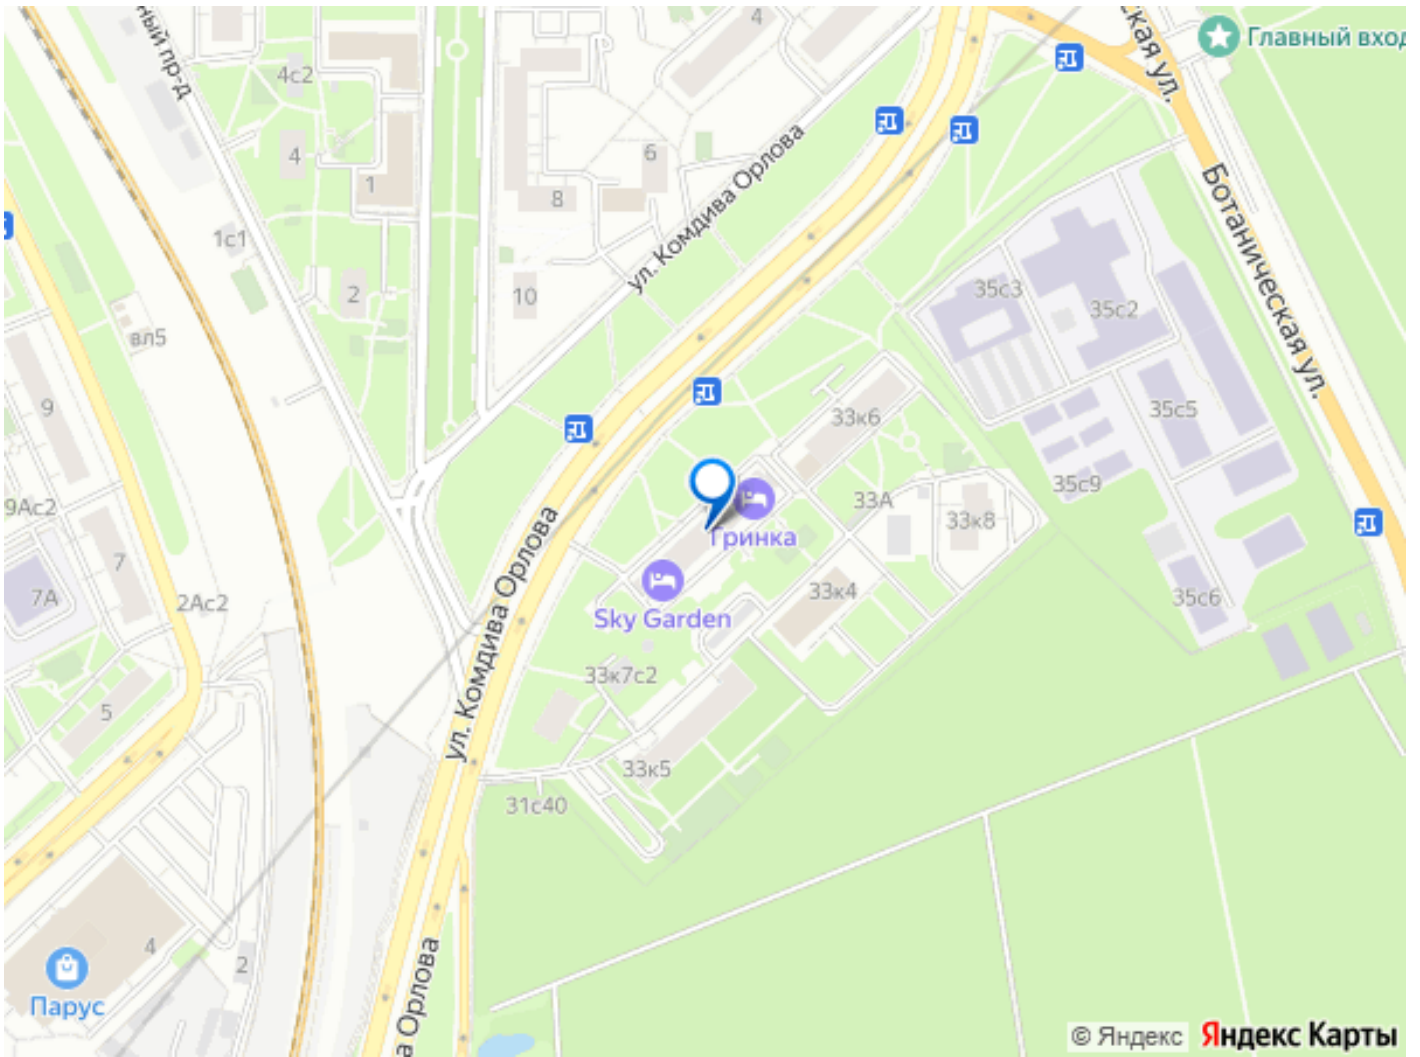 ный пр-д
4
ская ул.
Главный вход
4с2
ул. Комдива Орлова
6
4
1
8
Ботаническая ул.
1с1
2
10
35с3
35с2
вл5
9
33к6
35с5
35с9
9Ас2
33А
33к8
7
Гринка
7А
2Ас2
Sky Garden
33к4
35с6
ул. Комдива Орлова
33к7с2
5
33к5
31с40
4
2
Парус
а Орлова
© Яндекс Яндекс Карты